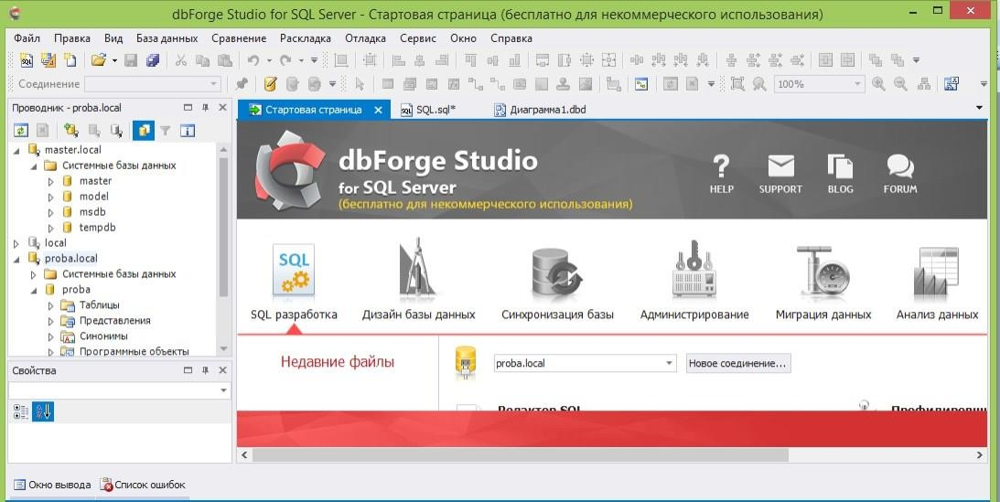 dbForge Studio for SQL Server - Стартовая страница (бесплатно для некоммерческого использования)
Файл Правка Вид База данных Сравнение Раскладка Отладка Сервис Окно Справка
Соединение 100%
Проводник - proba.local
Стартовая страница SQL.sql* Диаграмма1.dbd
master.local
Системные базы данных
master
model
msdb
tempdb
local
proba.local
Системные базы данных
proba
Таблицы
Представления
Синонимы
Программные объекты
Свойства
dbForge Studio
for SQL Server
(бесплатно для некоммерческого использования)
HELP SUPPORT BLOG FORUM
SQL
SQL разработка Дизайн базы данных Синхронизация базы Администрирование Миграция данных Анализ данных
Недавние файлы
proba.local Новое соединение...
Редактор SQL
Окно вывода Список ошибок